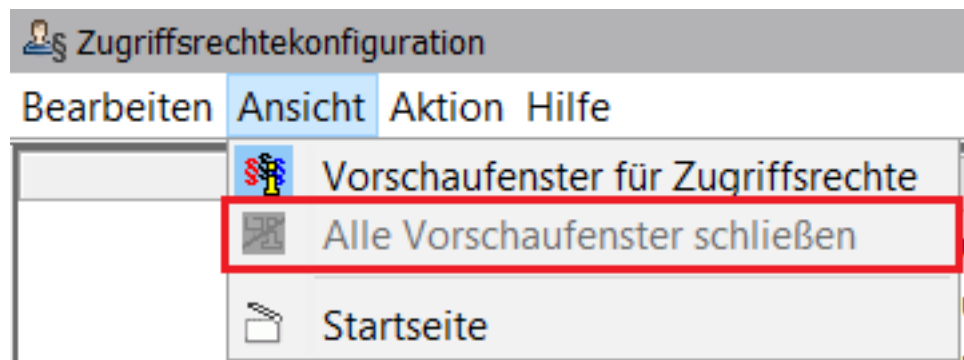 Zugriffsrechtekonfiguration
Bearbeiten Ansicht Aktion Hilfe
Vorschaufenster für Zugriffsrechte
Alle Vorschaufenster schließen
Startseite